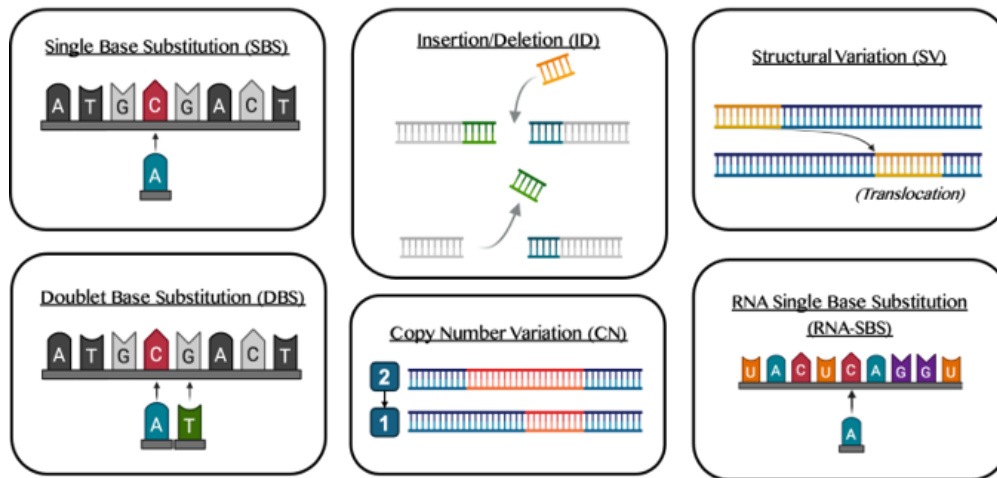 Single Base Substitution (SBS)
A T G C G A C T
A
Insertion/Deletion (ID)
Structural Variation (SV)
(Translocation)
Doublet Base Substitution (DBS)
A T G C G A C T
A T
Copy Number Variation (CN)
2
1
RNA Single Base Substitution
(RNA-SBS)
U A C U C A G G U
A